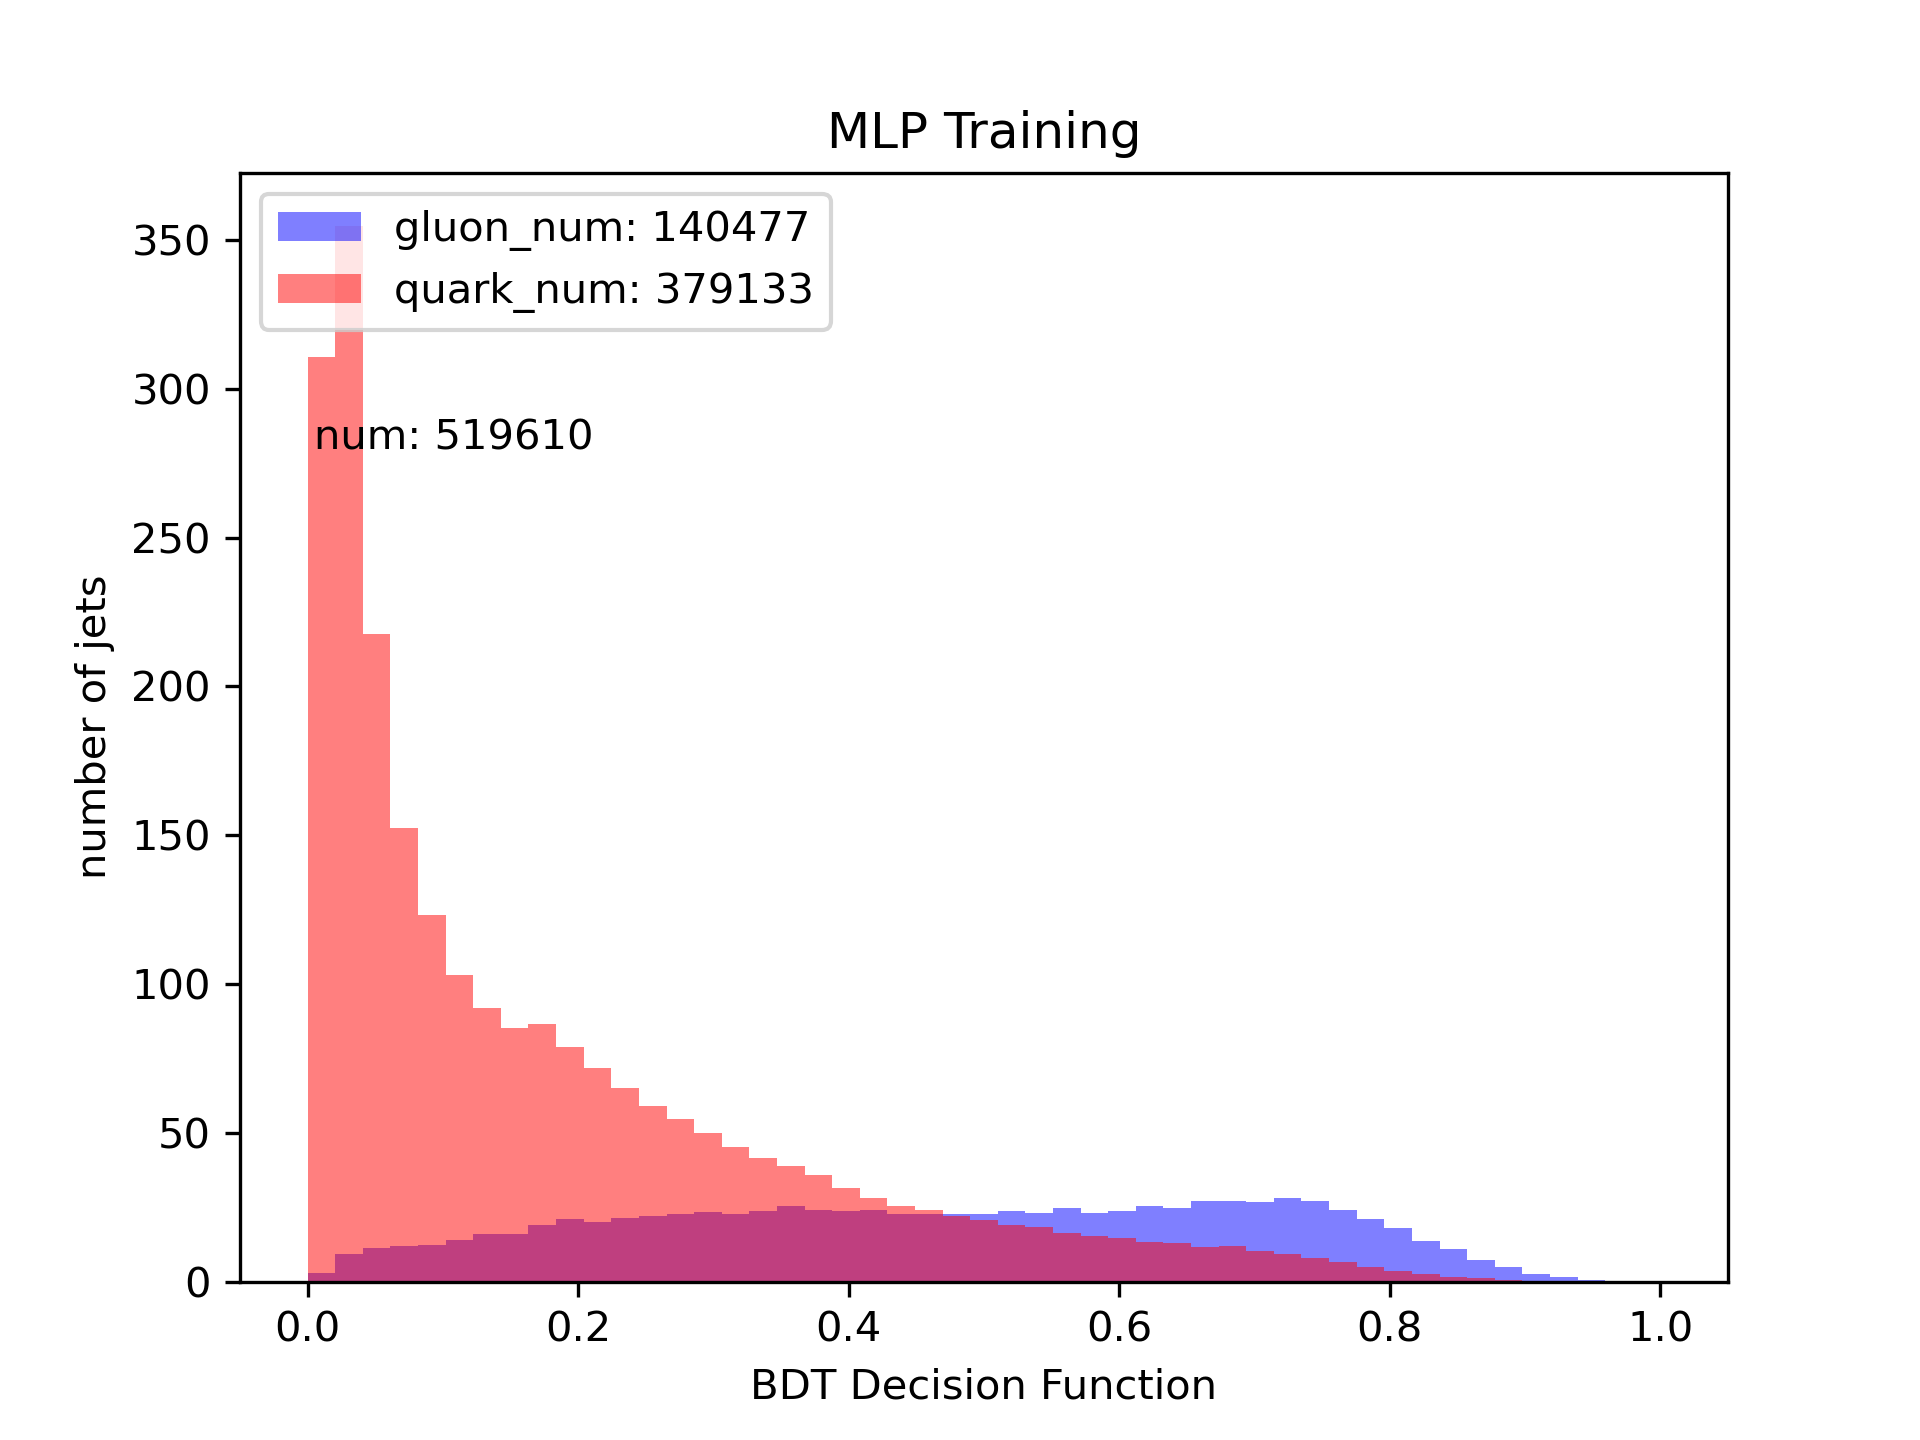 MLP Training
gluon_num: 140477
quark_num: 379133
num: 519610
number of jets
350
300
250
200
150
100
50
0
0.0 0.2 0.4 0.6 0.8 1.0
BDT Decision Function